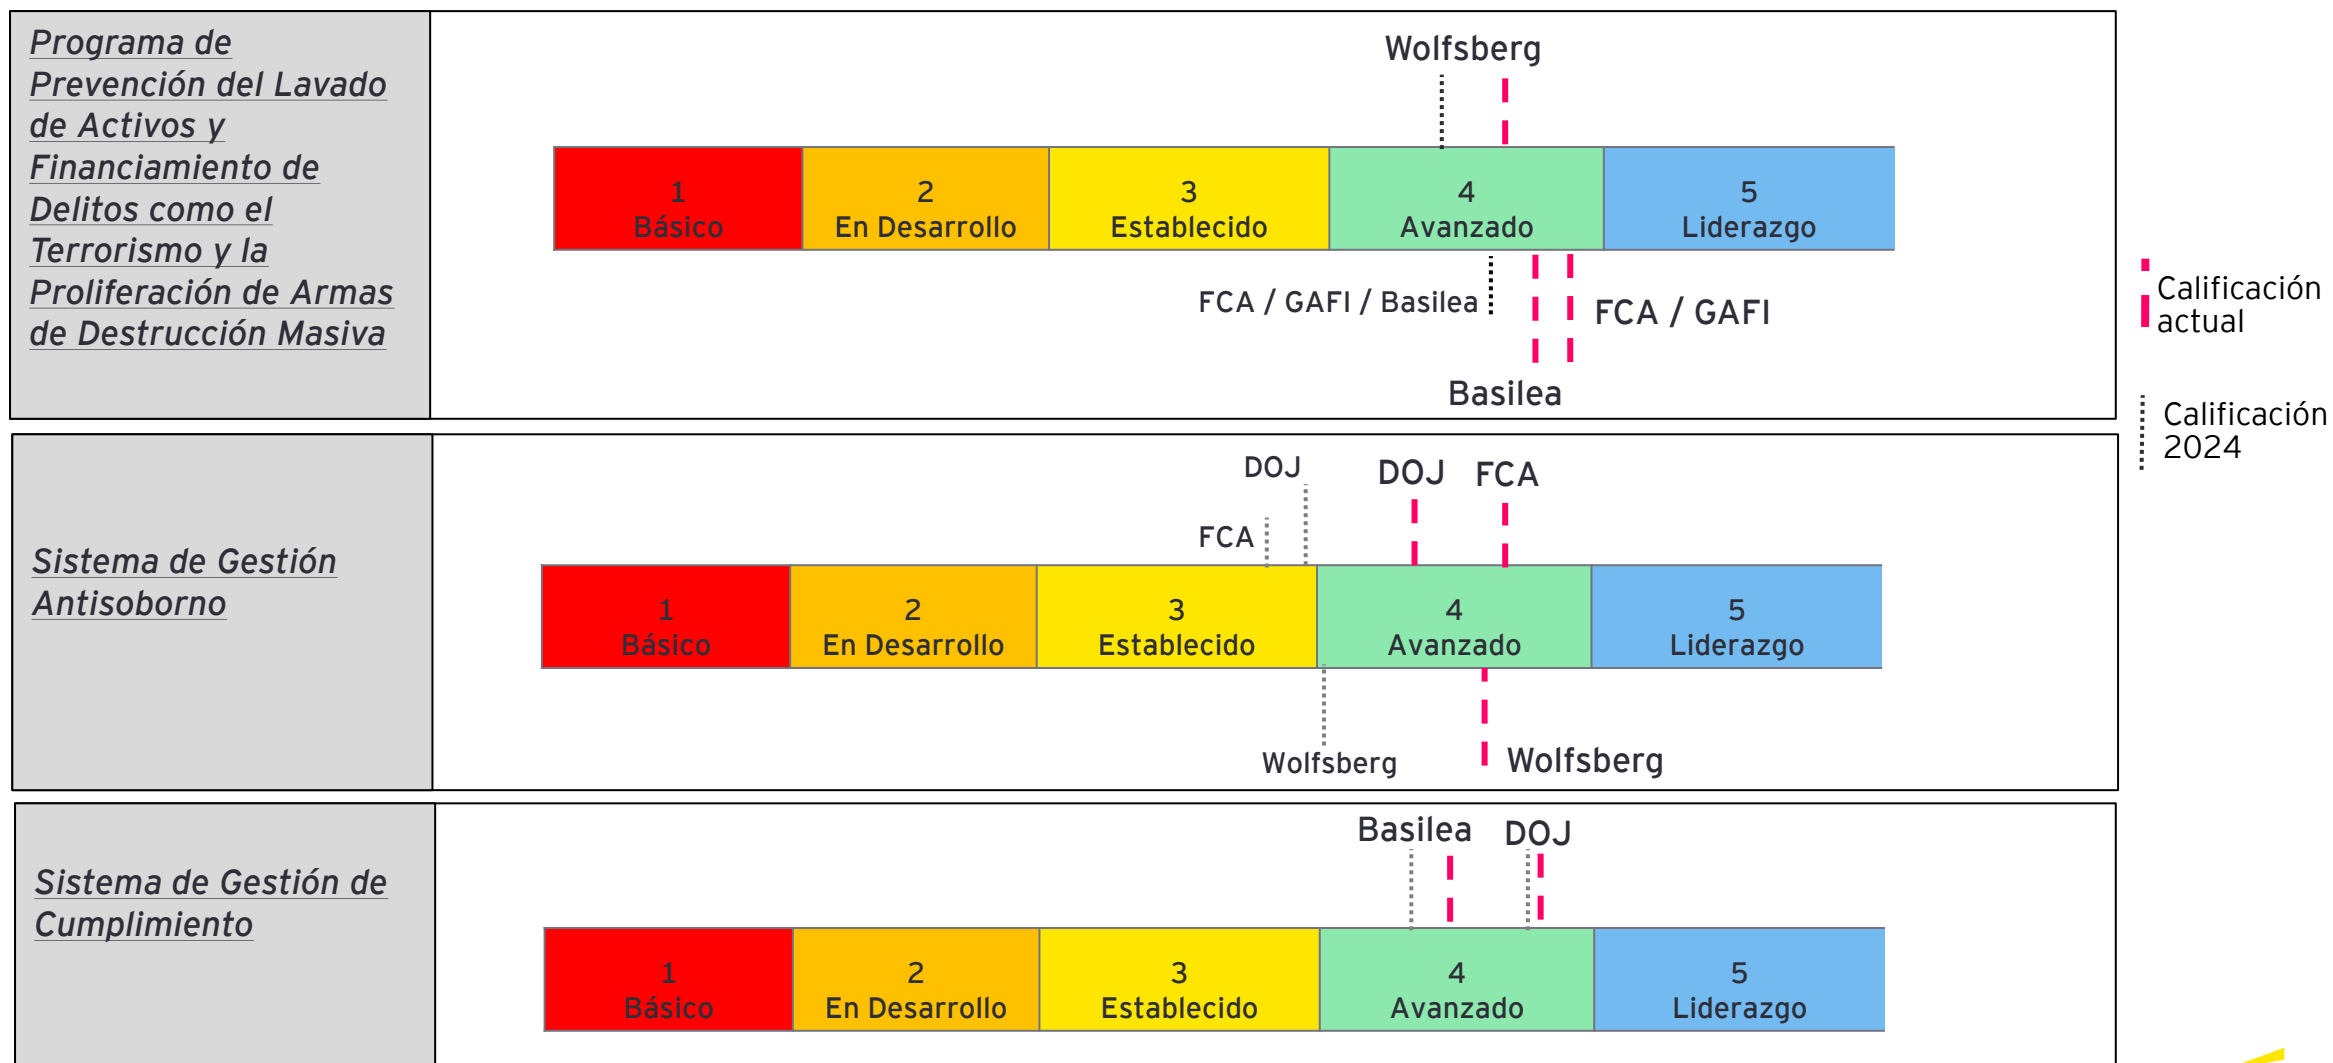 Programa de
Prevención del Lavado
de Activos y
Financiamiento de
Delitos como el
Terrorismo y la
Proliferación de Armas
de Destrucción Masiva
Wolfsberg
1
Básico
2
En Desarrollo
3
Establecido
4
Avanzado
5
Liderazgo
FCA / GAFI / Basilea
FCA / GAFI
Basilea
Calificación
actual
Calificación
2024
Sistema de Gestión
Antisoborno
DOJ
DOJ
FCA
FCA
1
Básico
2
En Desarrollo
3
Establecido
4
Avanzado
5
Liderazgo
Wolfsberg
Wolfsberg
Sistema de Gestión de
Cumplimiento
Basilea
DOJ
1
Básico
2
En Desarrollo
3
Establecido
4
Avanzado
5
Liderazgo